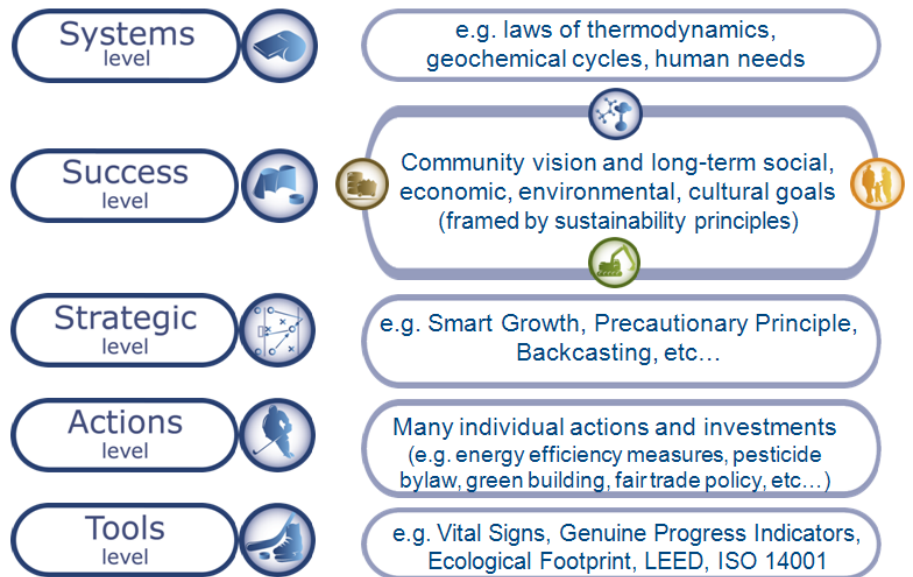 Systems
level
e.g. laws of thermodynamics,
geochemical cycles, human needs
Success
level
Community vision and long-term social,
economic, environmental, cultural goals
(framed by sustainability principles)
Strategic
level
e.g. Smart Growth, Precautionary Principle,
Backcasting, etc...
Actions
level
Many individual actions and investments
(e.g. energy efficiency measures, pesticide
bylaw, green building, fair trade policy, etc...)
Tools
level
e.g. Vital Signs, Genuine Progress Indicators,
Ecological Footprint, LEED, ISO 14001